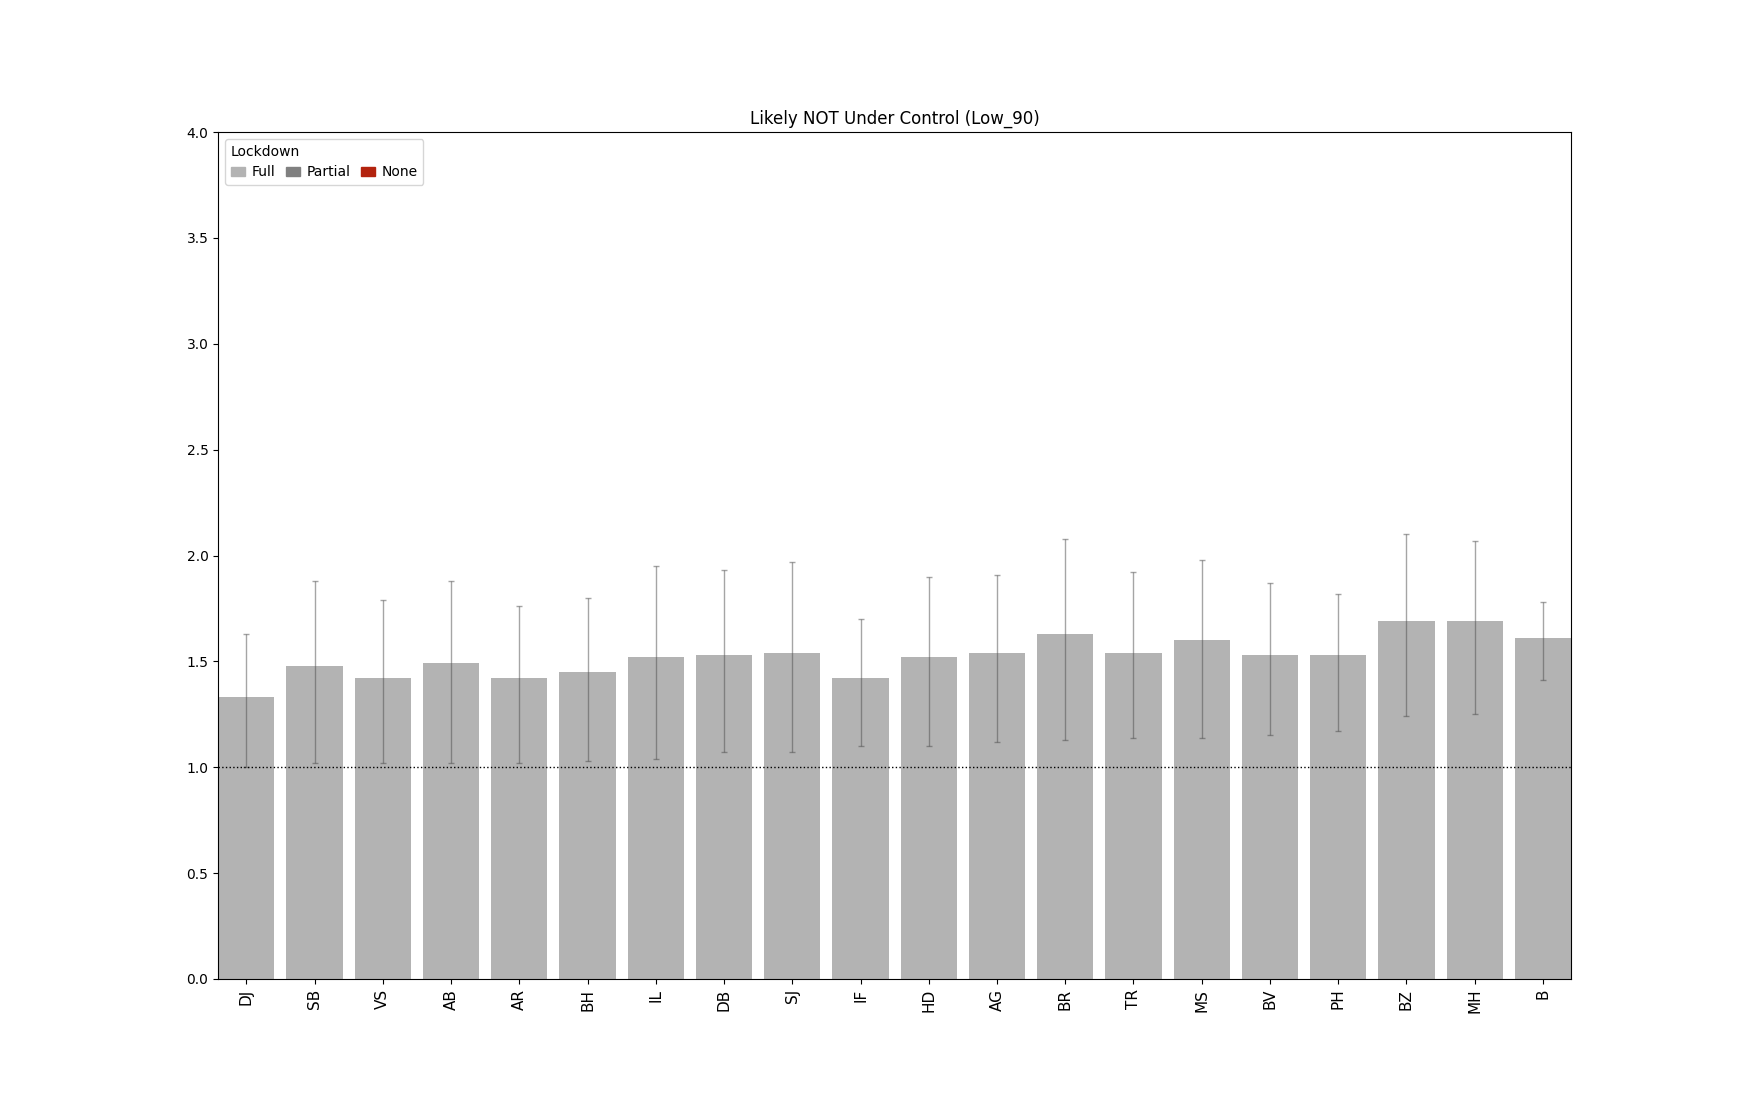 Likely NOT Under Control (Low_90)
Lockdown
Full Partial None
4.0
3.5
3.0
2.5
2.0
1.5
1.0
0.5
0.0
DJ SB VS AB AR BH IL DB SJ IF HD AG BR TR MS BV PH BZ MH B